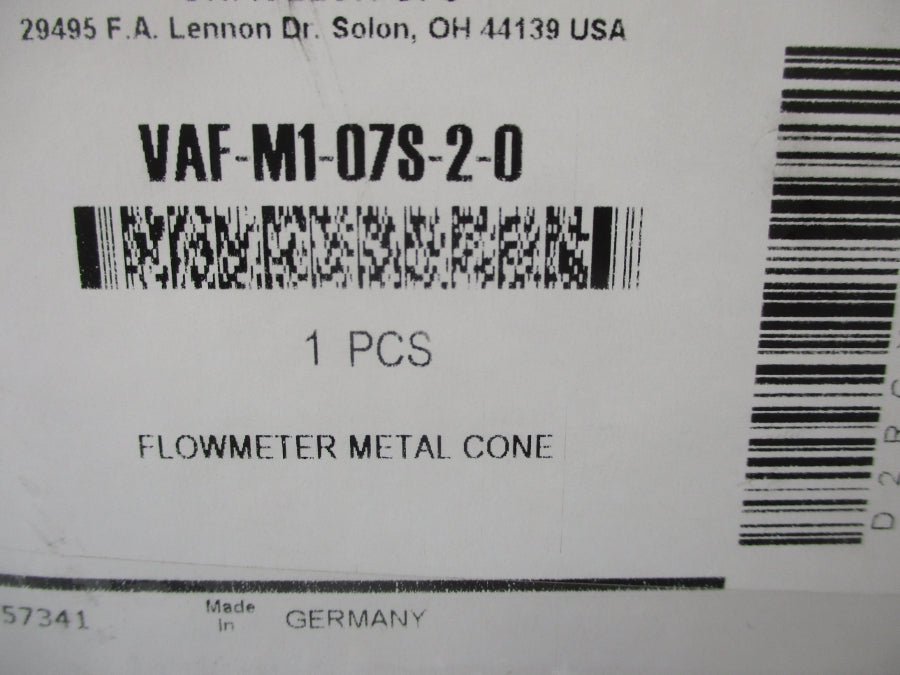 29495 F.A. Lennon Dr. Solon, OH 44139 USA
VAF-M1-07S-2-0
1 PCS
FLOWMETER METAL CONE
57341
Made in GERMANY
D2RC